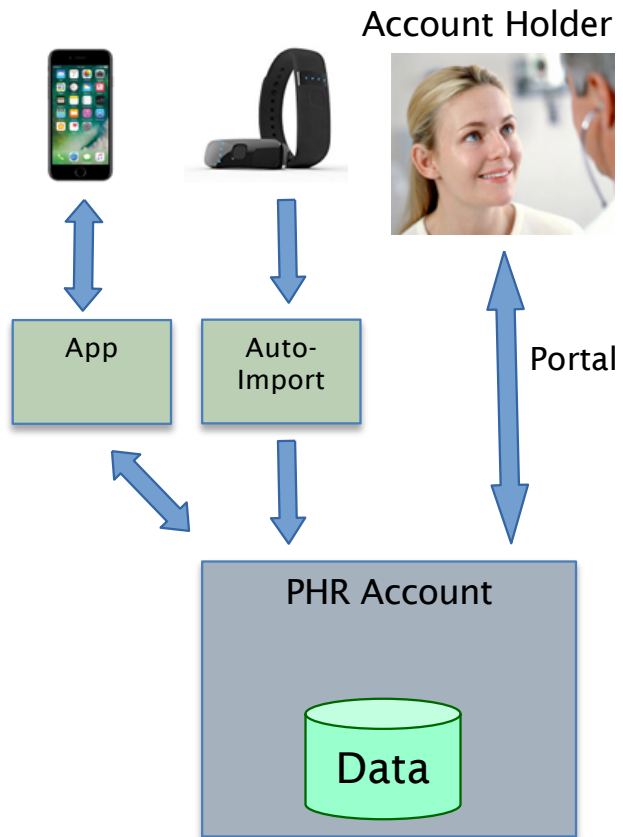 Account Holder
App
Auto-
Import
Portal
PHR Account
Data